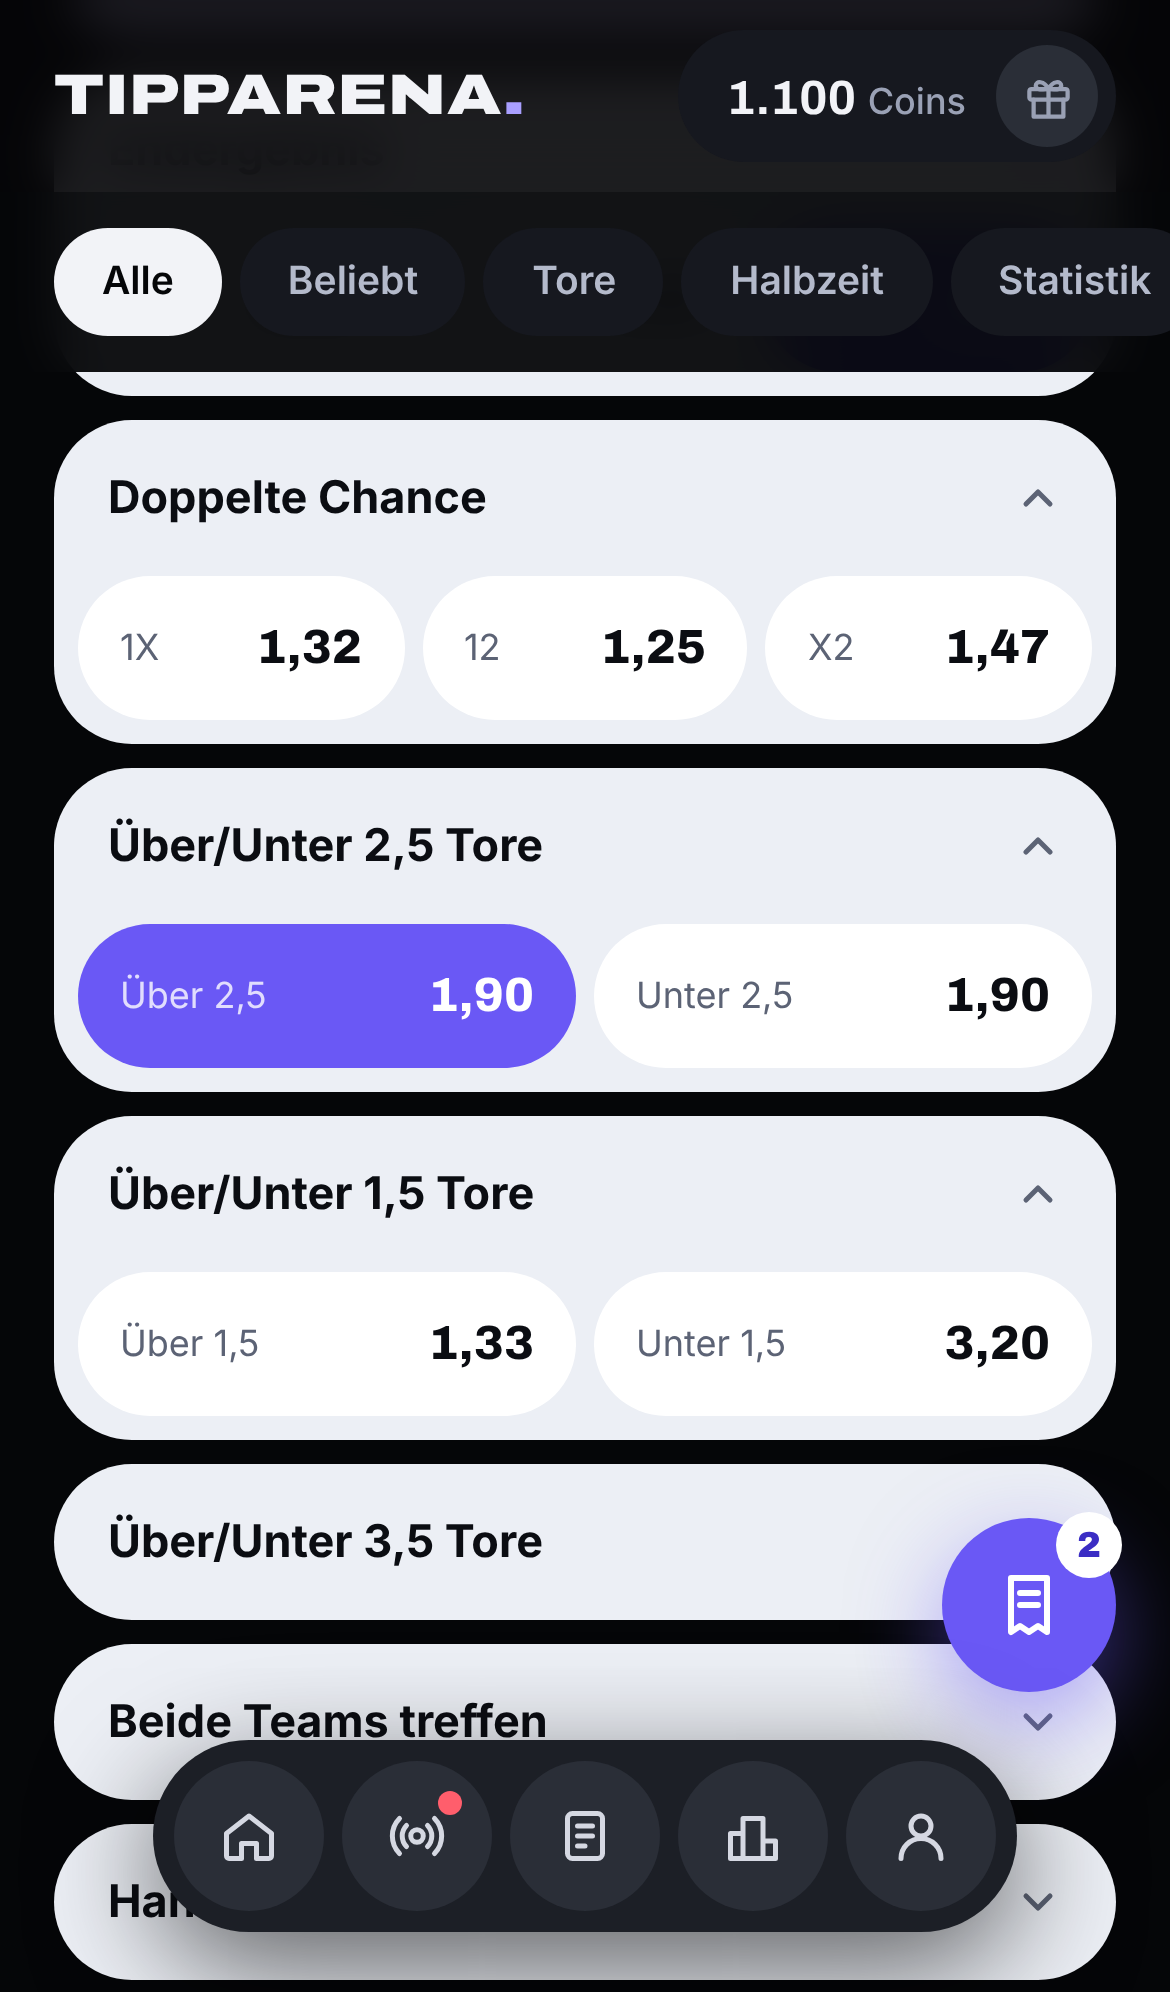 TIPPARENA.
1.100 Coins
Endergebnis
Alle
Beliebt
Tore
Halbzeit
Statistik
Doppelte Chance
1X 1,32
12 1,25
X2 1,47
Über/Unter 2,5 Tore
Über 2,5 1,90
Unter 2,5 1,90
Über/Unter 1,5 Tore
Über 1,5 1,33
Unter 1,5 3,20
Über/Unter 3,5 Tore
2
Beide Teams treffen